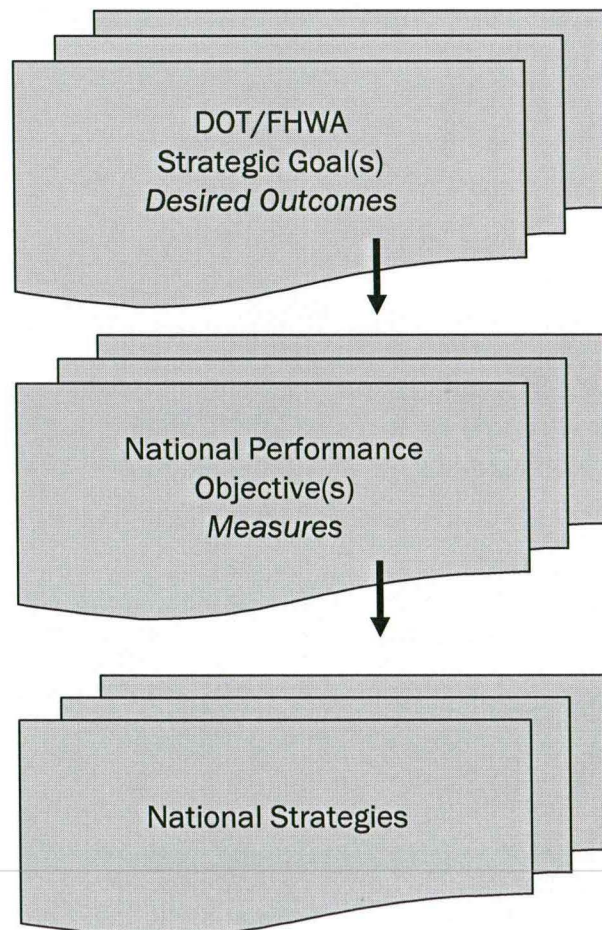 DOT/FHWA
Strategic Goal(s)
Desired Outcomes
National Performance
Objective(s)
Measures
National Strategies